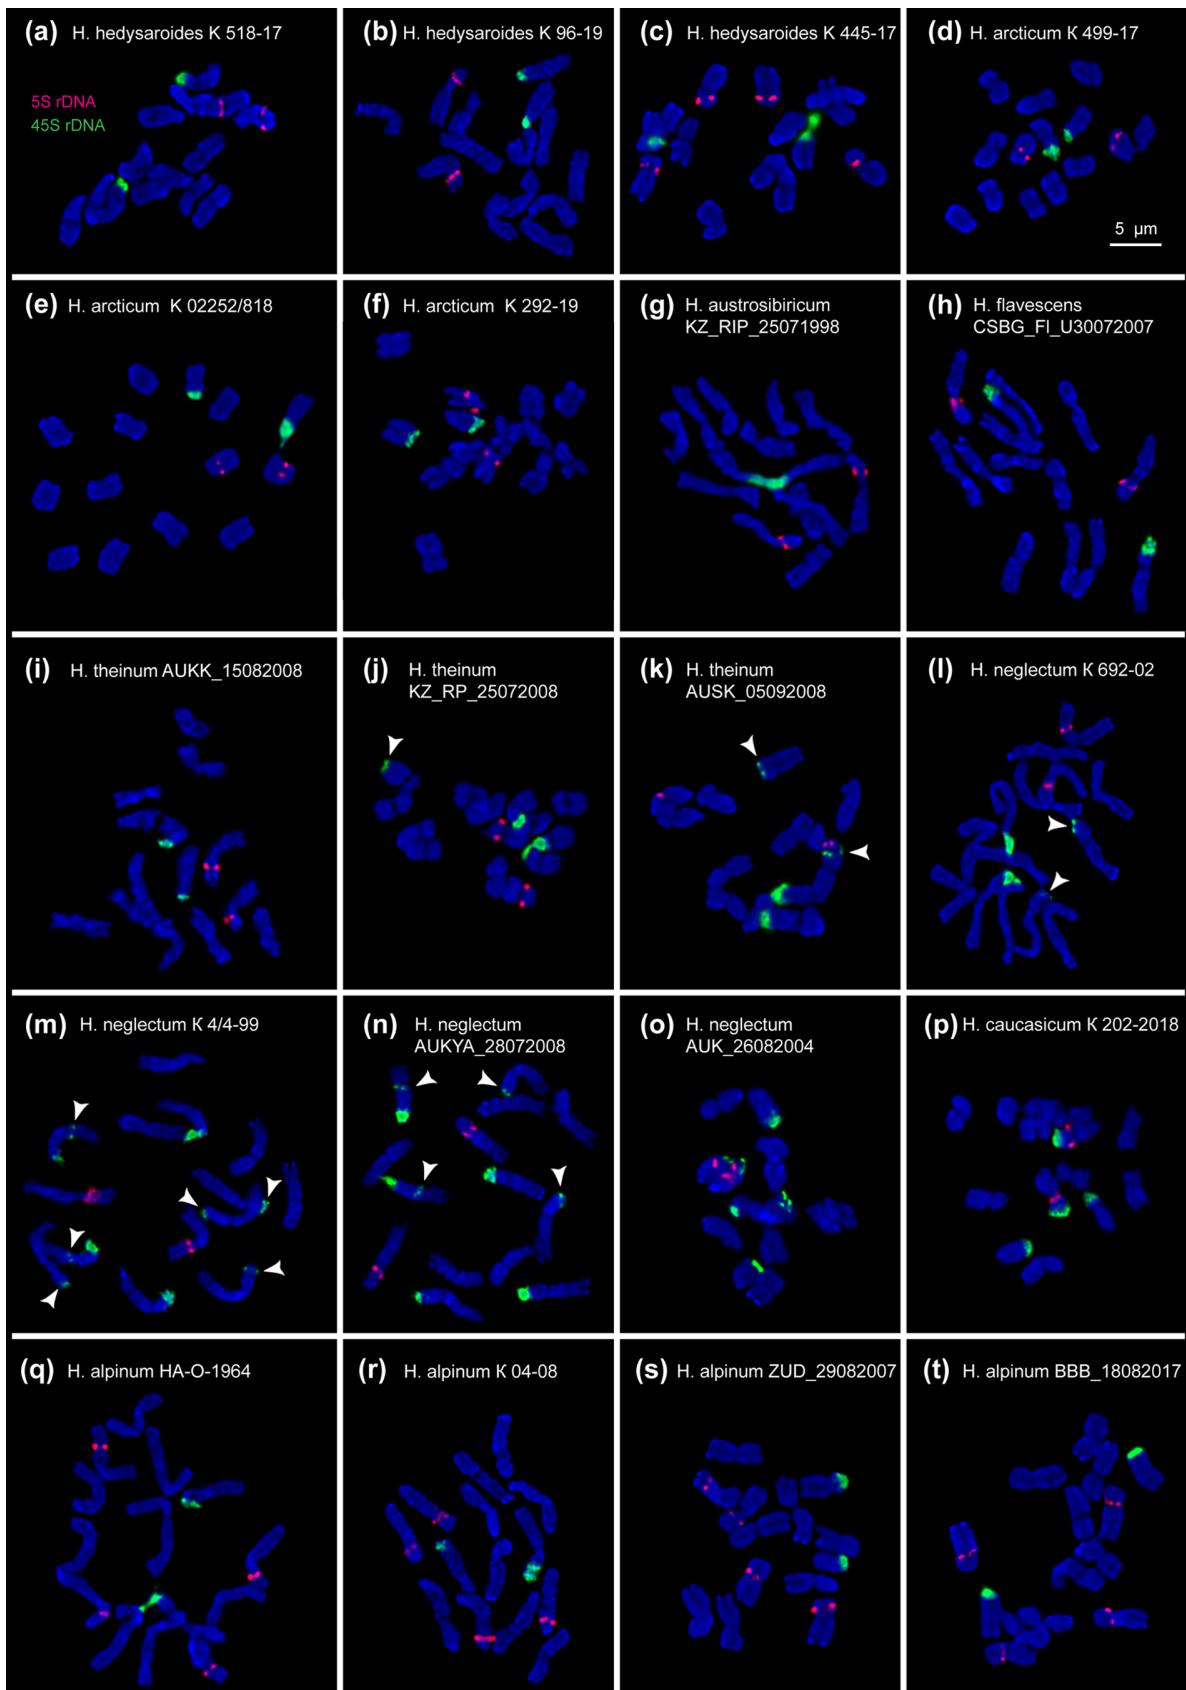 (a) H. hedysaroides K 518-17
5S rDNA
45S rDNA
(b) H. hedysaroides K 96-19
(c) H. hedysaroides K 445-17
(d) H. arcticum K 499-17
5 µm
(e) H. arcticum K 02252/818
(f) H. arcticum K 292-19
(g) H. austrosibiricum
KZ_RIP_25071998
(h) H. flavescens
CSBG_Fl_U30072007
(i) H. theinum AUKK_15082008
(j) H. theinum
KZ_RP_25072008
(k) H. theinum
AUSK_05092008
(l) H. neglectum K 692-02
(m) H. neglectum K 4/4-99
(n) H. neglectum
AUKYA_28072008
(o) H. neglectum
AUK_26082004
(p) H. caucasicum K 202-2018
(q) H. alpinum HA-O-1964
(r) H. alpinum K 04-08
(s) H. alpinum ZUD_29082007
(t) H. alpinum BBB_18082017